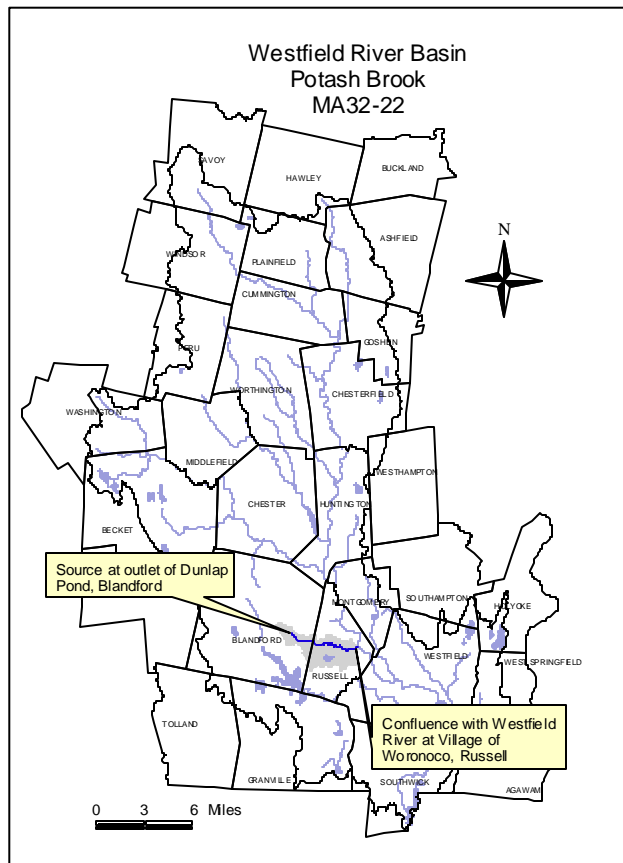 Westfield River Basin
Potash Brook
MA32-22
SAVOY
HAWLEY
BUCKLAND
ASHFIELD
N
WINDSOR
PLAINFIELD
CUMMINGTON
GOSHEN
PERU
WORTHINGTON
CHESTERFIELD
WASHINGTON
MIDDLEFIELD
WESTHAMPTON
CHESTER
HUNTINGTON
BECKET
Source at outlet of Dunlap
Pond, Blandford
MONTGOMERY
SOUTHAMPTON
HOLYOKE
BLANDFORD
WESTFIELD
WEST SPRINGFIELD
RUSSELL
Confluence with Westfield
River at Village of
Woronoco, Russell
TOLLAND
GRANVILLE
SOUTHWICK
AGAWAM
0 3 6 Miles